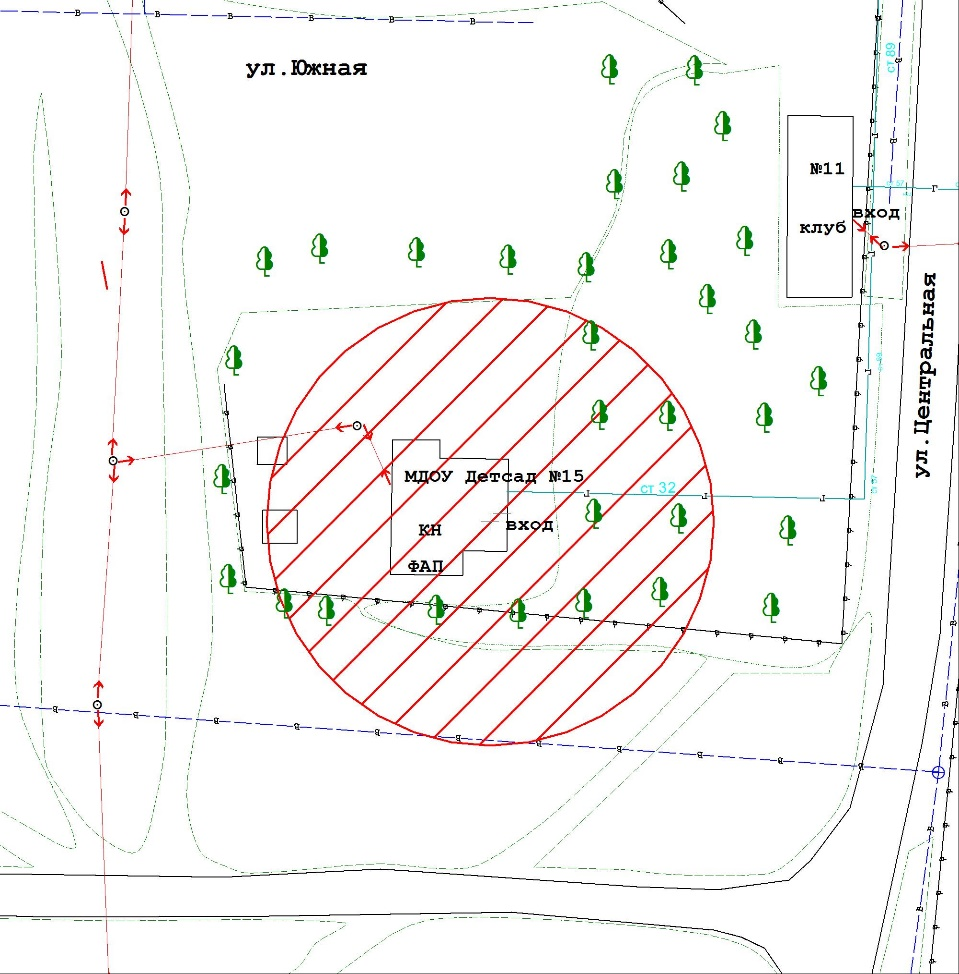 ул.Южная
ст 89
№11
вход
клуб
ул.Центральная
МДОУ Детсад №15
ст 32
КН
вход
ФАП